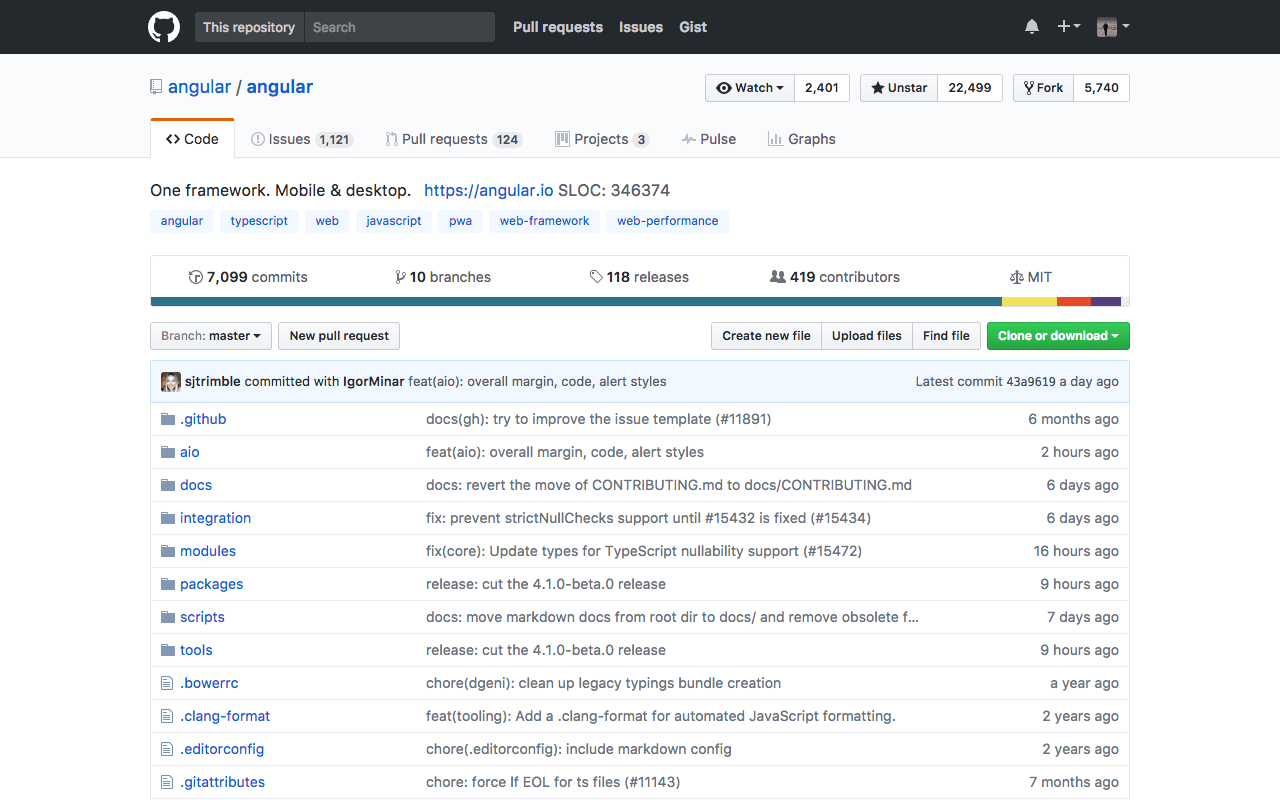 This repository Search Pull requests Issues Gist
angular / angular Watch 2,401 Unstar 22,499 Fork 5,740
Code Issues 1,121 Pull requests 124 Projects 3 Pulse Graphs
One framework. Mobile & desktop. https://angular.io SLOC: 346374
angular typescript web javascript pwa web-framework web-performance
7,099 commits 10 branches 118 releases 419 contributors MIT
Branch: master New pull request Create new file Upload files Find file Clone or download
sjtrimble committed with IgorMinar feat(aio): overall margin, code, alert styles Latest commit 43a9619 a day ago
.github docs(gh): try to improve the issue template (#11891) 6 months ago
aio feat(aio): overall margin, code, alert styles 2 hours ago
docs docs: revert the move of CONTRIBUTING.md to docs/CONTRIBUTING.md 6 days ago
integration fix: prevent strictNullChecks support until #15432 is fixed (#15434) 6 days ago
modules fix(core): Update types for TypeScript nullability support (#15472) 16 hours ago
packages release: cut the 4.1.0-beta.0 release 9 hours ago
scripts docs: move markdown docs from root dir to docs/ and remove obsolete f... 7 days ago
tools release: cut the 4.1.0-beta.0 release 9 hours ago
.bowerrc chore(dgeni): clean up legacy typings bundle creation a year ago
.clang-format feat(tooling): Add a .clang-format for automated JavaScript formatting. 2 years ago
.editorconfig chore(.editorconfig): include markdown config 2 years ago
.gitattributes chore: force lf EOL for ts files (#11143) 7 months ago